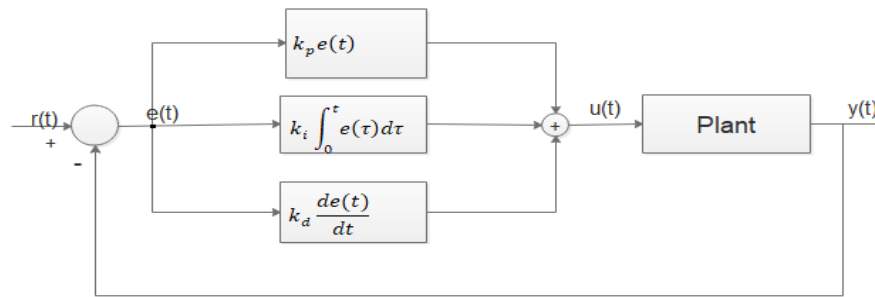 k_p e(t)
r(t)
+
-
e(t)
k_i ∫_0^t e(τ)dτ
+
u(t)
Plant
y(t)
k_d de(t)/dt